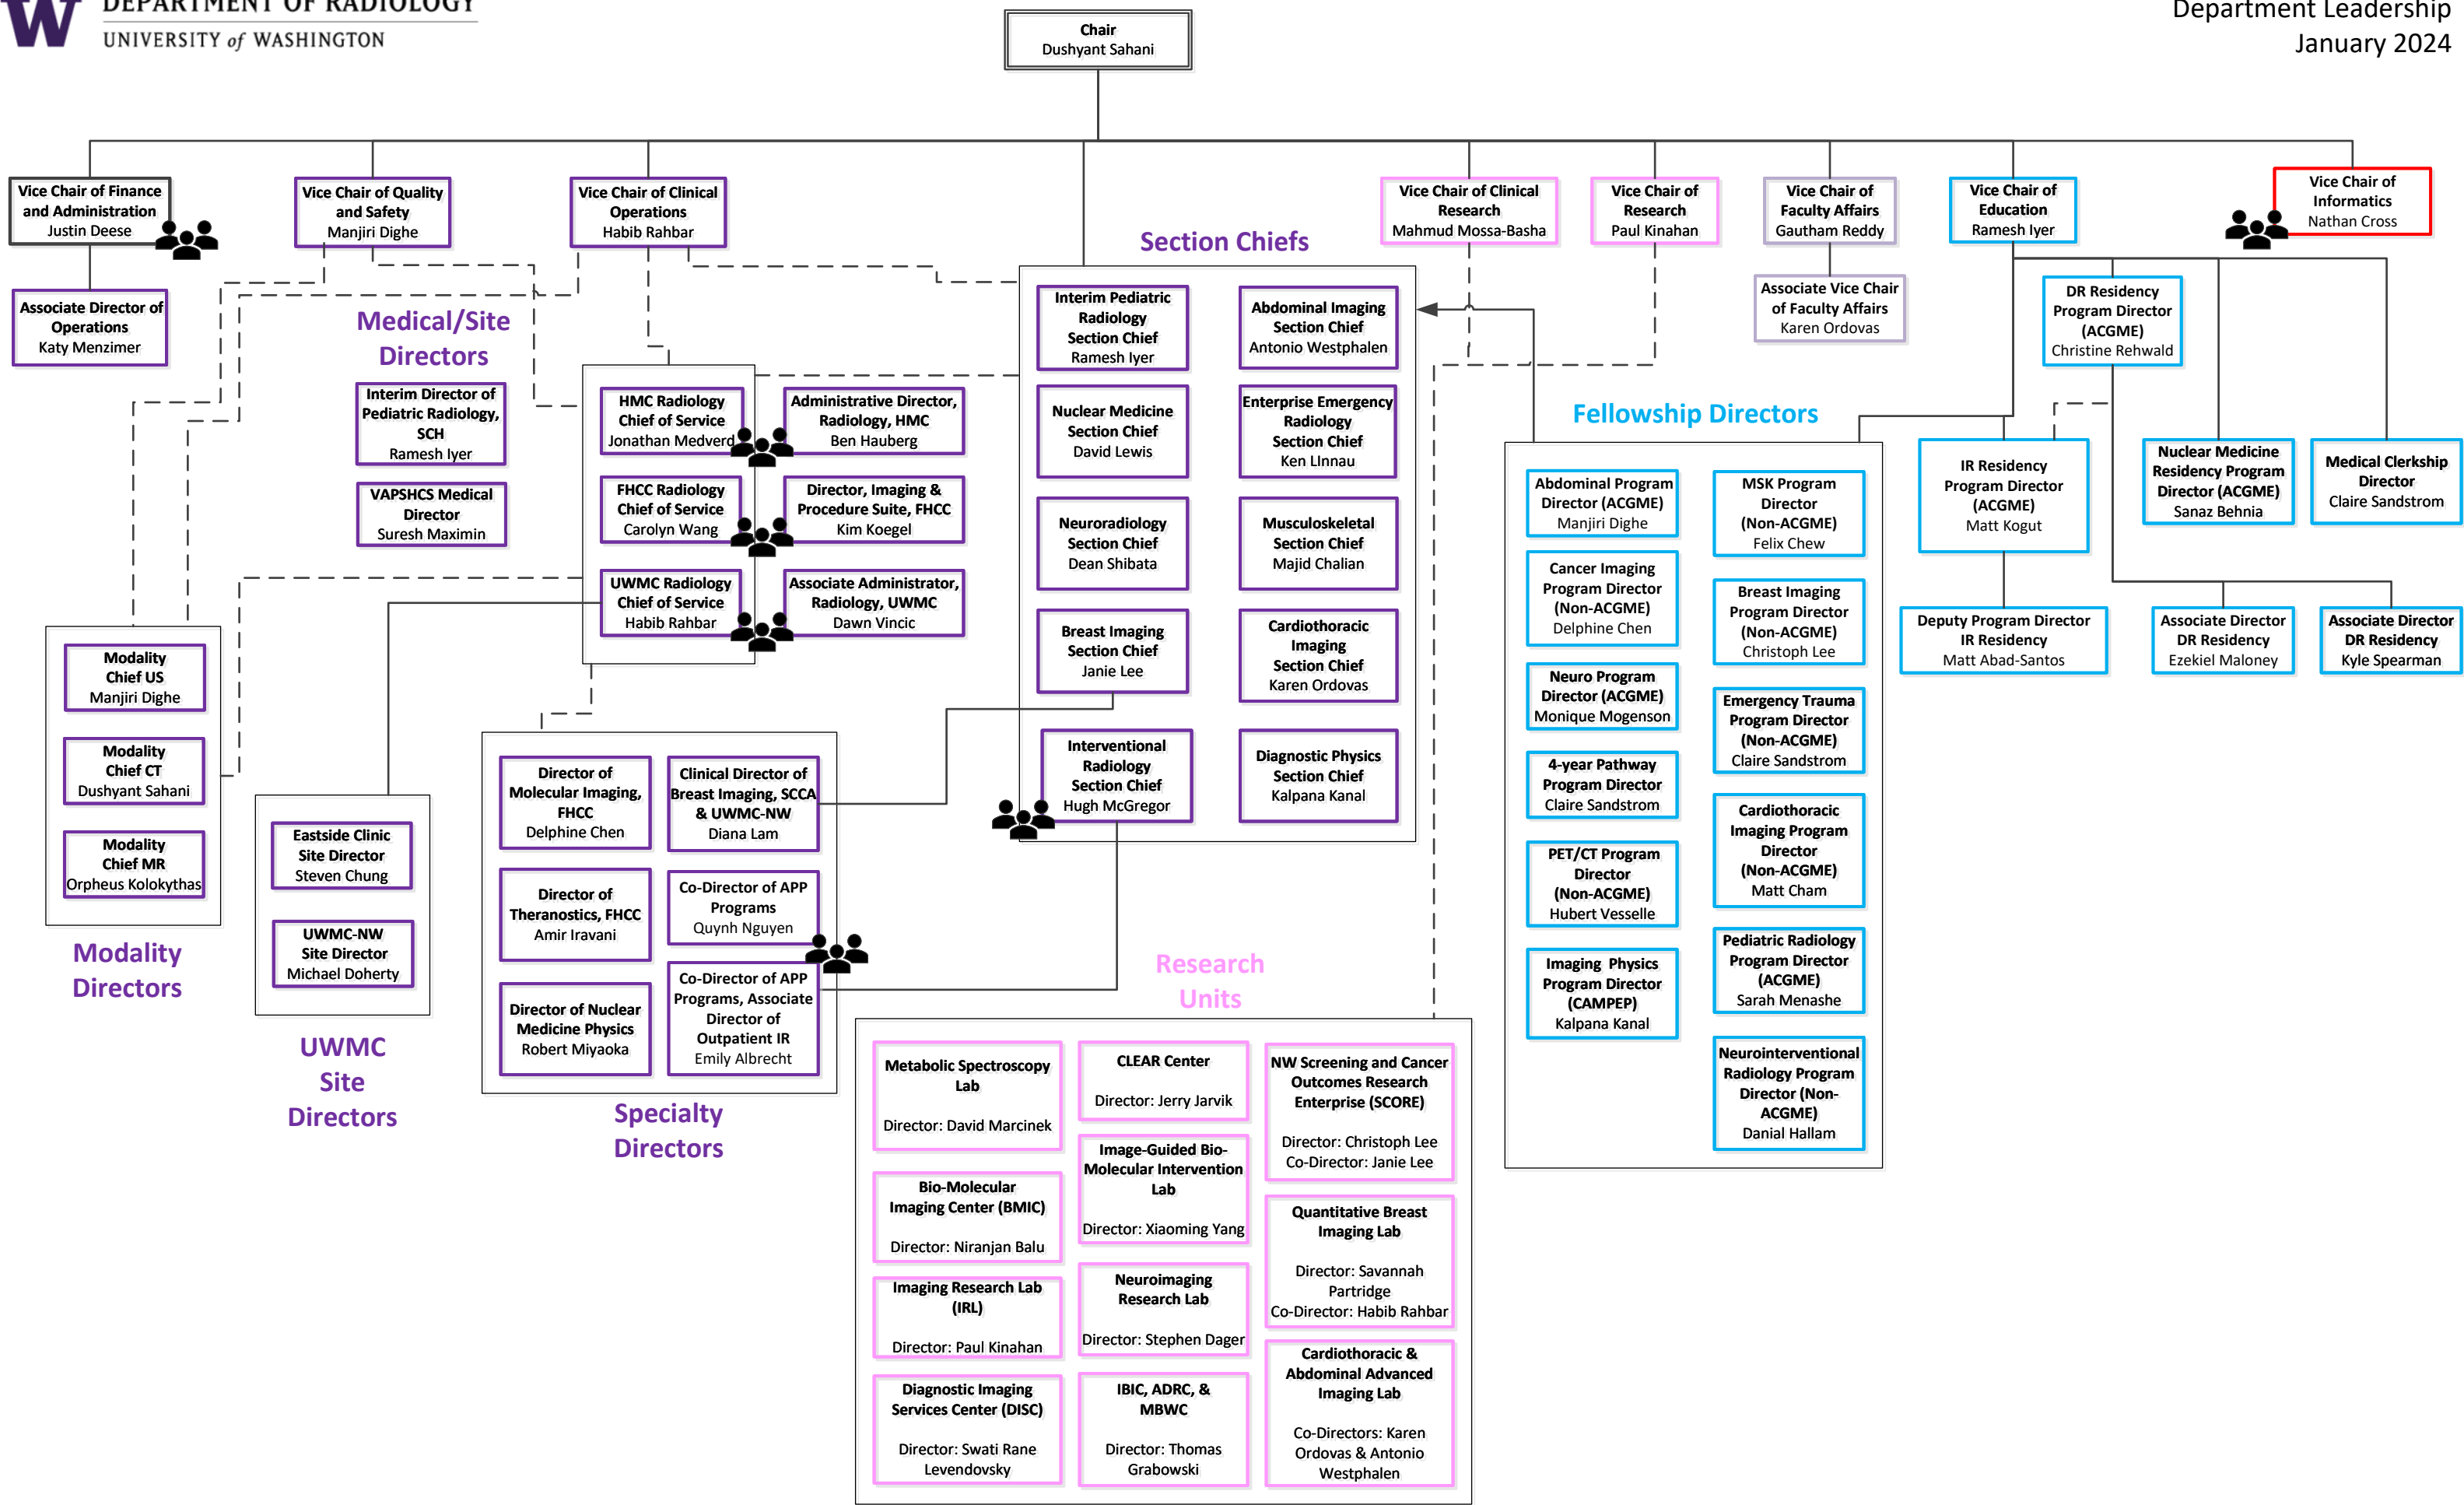 DEPARTMENT OF RADIOLOGY
UNIVERSITY of WASHINGTON
Department Leadership
January 2024
Chair
Dushyant Sahani
Vice Chair of Finance
and Administration
Justin Deese
Vice Chair of Quality
and Safety
Manjiri Dighe
Vice Chair of Clinical
Operations
Habib Rahbar
Vice Chair of Clinical
Research
Mahmud Mossa-Basha
Vice Chair of
Research
Paul Kinahan
Vice Chair of
Faculty Affairs
Gautham Reddy
Vice Chair of
Education
Ramesh Iyer
Vice Chair of
Informatics
Nathan Cross
Associate Director of
Operations
Katy Menzimer
Associate Vice Chair
of Faculty Affairs
Karen Ordovas
DR Residency
Program Director
(ACGME)
Christine Rehwald
Medical/Site
Directors
Interim Director of
Pediatric Radiology,
SCH
Ramesh Iyer
VAPSHCS Medical
Director
Suresh Maximin
HMC Radiology
Chief of Service
Jonathan Medverd
Administrative Director,
Radiology, HMC
Ben Hauberg
FHCC Radiology
Chief of Service
Carolyn Wang
Director, Imaging &
Procedure Suite, FHCC
Kim Koegel
UWMC Radiology
Chief of Service
Habib Rahbar
Associate Administrator,
Radiology, UWMC
Dawn Vincic
Section Chiefs
Interim Pediatric
Radiology
Section Chief
Ramesh Iyer
Abdominal Imaging
Section Chief
Antonio Westphalen
Nuclear Medicine
Section Chief
David Lewis
Enterprise Emergency
Radiology
Section Chief
Ken LInnau
Neuroradiology
Section Chief
Dean Shibata
Musculoskeletal
Section Chief
Majid Chalian
Breast Imaging
Section Chief
Janie Lee
Cardiothoracic
Imaging
Section Chief
Karen Ordovas
Interventional
Radiology
Section Chief
Hugh McGregor
Diagnostic Physics
Section Chief
Kalpana Kanal
Fellowship Directors
Abdominal Program
Director (ACGME)
Manjiri Dighe
MSK Program
Director
(Non-ACGME)
Felix Chew
Cancer Imaging
Program Director
(Non-ACGME)
Delphine Chen
Breast Imaging
Program Director
(Non-ACGME)
Christoph Lee
Neuro Program
Director (ACGME)
Monique Mogenson
Emergency Trauma
Program Director
(Non-ACGME)
Claire Sandstrom
4-year Pathway
Program Director
Claire Sandstrom
Cardiothoracic
Imaging Program
Director
(Non-ACGME)
Matt Cham
PET/CT Program
Director
(Non-ACGME)
Hubert Vesselle
Pediatric Radiology
Program Director
(ACGME)
Sarah Menashe
Imaging Physics
Program Director
(CAMPEP)
Kalpana Kanal
Neurointerventional
Radiology Program
Director (Non-
ACGME)
Danial Hallam
IR Residency
Program Director
(ACGME)
Matt Kogut
Nuclear Medicine
Residency Program
Director (ACGME)
Sanaz Behnia
Medical Clerkship
Director
Claire Sandstrom
Deputy Program Director
IR Residency
Matt Abad-Santos
Associate Director
DR Residency
Ezekiel Maloney
Associate Director
DR Residency
Kyle Spearman
Modality
Chief US
Manjiri Dighe
Modality
Chief CT
Dushyant Sahani
Modality
Chief MR
Orpheus Kolokythas
Modality
Directors
Eastside Clinic
Site Director
Steven Chung
UWMC-NW
Site Director
Michael Doherty
UWMC
Site
Directors
Director of
Molecular Imaging,
FHCC
Delphine Chen
Clinical Director of
Breast Imaging, SCCA
& UWMC-NW
Diana Lam
Director of
Theranostics, FHCC
Amir Iravani
Co-Director of APP
Programs
Quynh Nguyen
Director of Nuclear
Medicine Physics
Robert Miyaoka
Co-Director of APP
Programs, Associate
Director of
Outpatient IR
Emily Albrecht
Specialty
Directors
Research
Units
Metabolic Spectroscopy
Lab
Director: David Marcinek
CLEAR Center
Director: Jerry Jarvik
NW Screening and Cancer
Outcomes Research
Enterprise (SCORE)
Director: Christoph Lee
Co-Director: Janie Lee
Bio-Molecular
Imaging Center (BMIC)
Director: Niranjan Balu
Image-Guided Bio-
Molecular Intervention
Lab
Director: Xiaoming Yang
Quantitative Breast
Imaging Lab
Director: Savannah
Partridge
Co-Director: Habib Rahbar
Imaging Research Lab
(IRL)
Director: Paul Kinahan
Neuroimaging
Research Lab
Director: Stephen Dager
Cardiothoracic &
Abdominal Advanced
Imaging Lab
Co-Directors: Karen
Ordovas & Antonio
Westphalen
Diagnostic Imaging
Services Center (DISC)
Director: Swati Rane
Levendovsky
IBIC, ADRC, &
MBWC
Director: Thomas
Grabowski